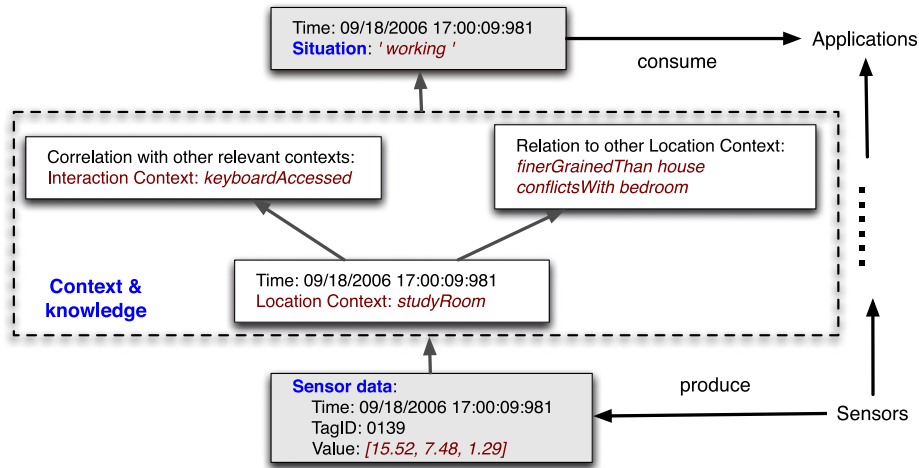 Time: 09/18/2006 17:00:09:981
Situation: ' working '
Applications
consume
Correlation with other relevant contexts:
Interaction Context: keyboardAccessed
Relation to other Location Context:
finerGrainedThan house
conflictsWith bedroom
Time: 09/18/2006 17:00:09:981
Location Context: studyRoom
Context &
knowledge
Sensor data:
Time: 09/18/2006 17:00:09:981
TagID: 0139
Value: [15.52, 7.48, 1.29]
produce
Sensors